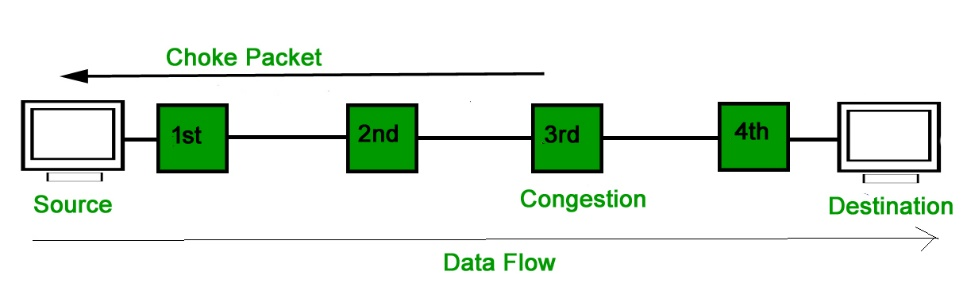 Choke Packet
1st
2nd
3rd
4th
Source
Congestion
Destination
Data Flow